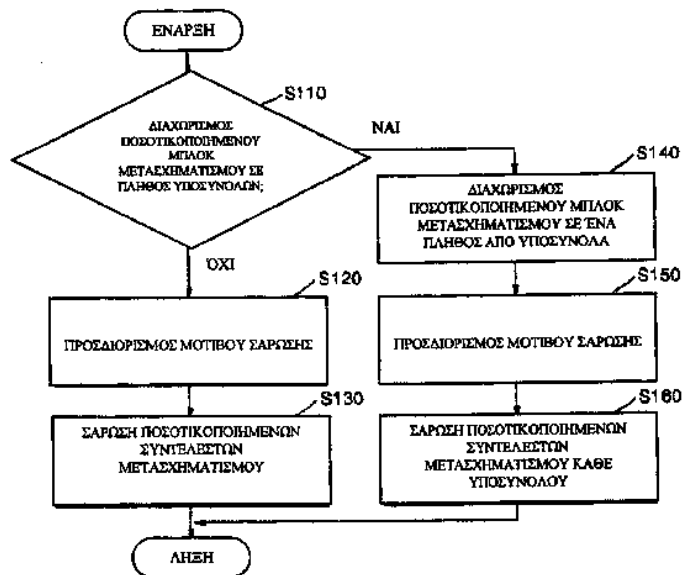 ΕΝΑΡΞΗ
S110
ΔΙΑΧΩΡΙΣΜΟΣ
ΠΟΣΟΤΙΚΟΠΟΙΗΜΕΝΟΥ
ΜΠΛΟΚ
ΜΕΤΑΣΧΗΜΑΤΙΣΜΟΥ ΣΕ
ΠΛΗΘΟΣ ΥΠΟΣΥΝΟΛΩΝ;
ΝΑΙ
ΌΧΙ
S120
ΠΡΟΣΔΙΟΡΙΣΜΟΣ ΜΟΤΙΒΟΥ ΣΑΡΩΣΗΣ
S130
ΣΑΡΩΣΗ ΠΟΣΟΤΙΚΟΠΟΙΗΜΕΝΩΝ
ΣΥΝΤΕΛΕΣΤΩΝ
ΜΕΤΑΣΧΗΜΑΤΙΣΜΟΥ
S140
ΔΙΑΧΩΡΙΣΜΟΣ
ΠΟΣΟΤΙΚΟΠΟΙΗΜΕΝΟΥ ΜΠΛΟΚ
ΜΕΤΑΣΧΗΜΑΤΙΣΜΟΥ ΣΕ ΈΝΑ
ΠΛΗΘΟΣ ΑΠΟ ΥΠΟΣΥΝΟΛΑ
S150
ΠΡΟΣΔΙΟΡΙΣΜΟΣ ΜΟΤΙΒΟΥ ΣΑΡΩΣΗΣ
S160
ΣΑΡΩΣΗ ΠΟΣΟΤΙΚΟΠΟΙΗΜΕΝΩΝ
ΣΥΝΤΕΛΕΣΤΩΝ
ΜΕΤΑΣΧΗΜΑΤΙΣΜΟΥ ΚΑΘΕ
ΥΠΟΣΥΝΟΛΟΥ
ΛΗΞΗ